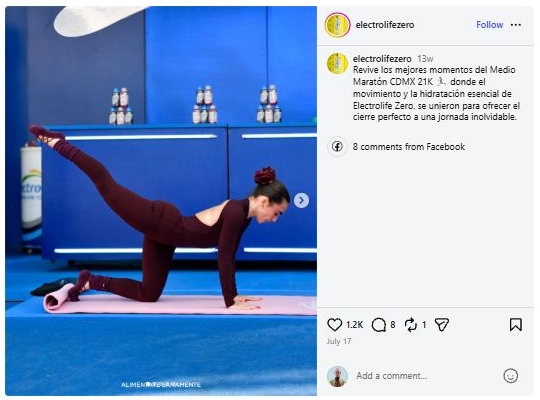 electrolifezero
Follow
electrolifezero 13w
Revive los mejores momentos del Medio
Maratón CDMX 21K 🏃 donde el
movimiento y la hidratación esencial de
Electrolife Zero, se unieron para ofrecer el
cierre perfecto a una jornada inolvidable.
8 comments from Facebook
1.2K 8 1
July 17
Add a comment...